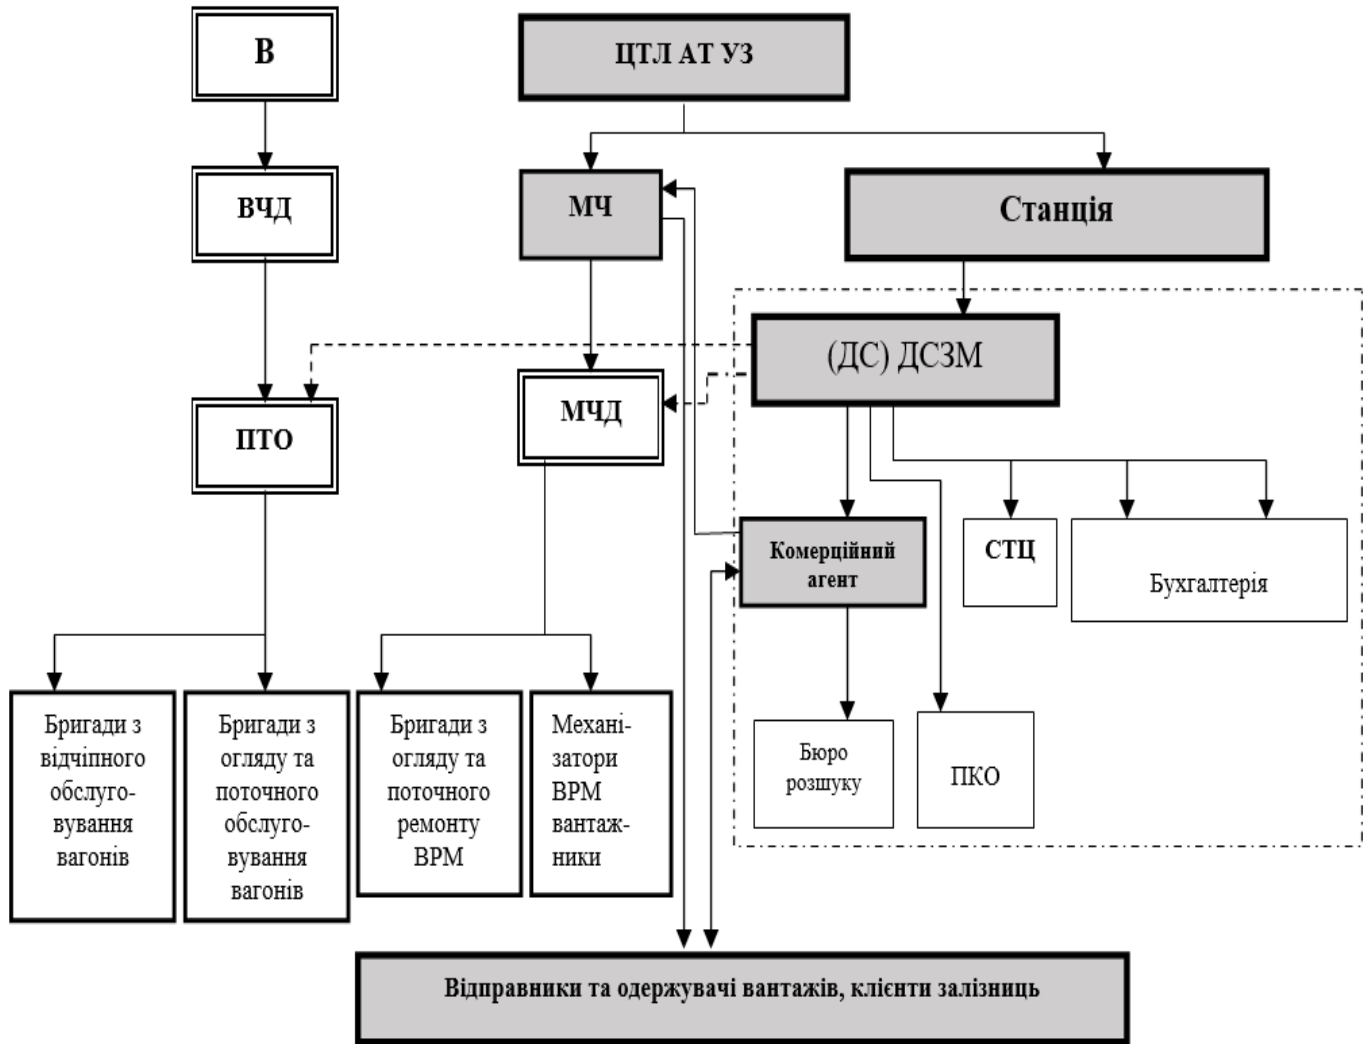 В
ЦТЛ АТ УЗ
ВЧД
МЧ
Станція
(ДС) ДСЗМ
МЧД
ПТО
Комерційний
агент
СТЦ
Бухгалтерія
Бригади з
відчіпного
обслуго-
вування
вагонів
Бригади з
огляду та
поточного
обслуго-
вування
вагонів
Бригади з
огляду та
поточного
ремонту
ВРМ
Механі-
затори
ВРМ
вантаж-
ники
Бюро
розшуку
ПКО
Відправники та одержувачі вантажів, клієнти залізниць